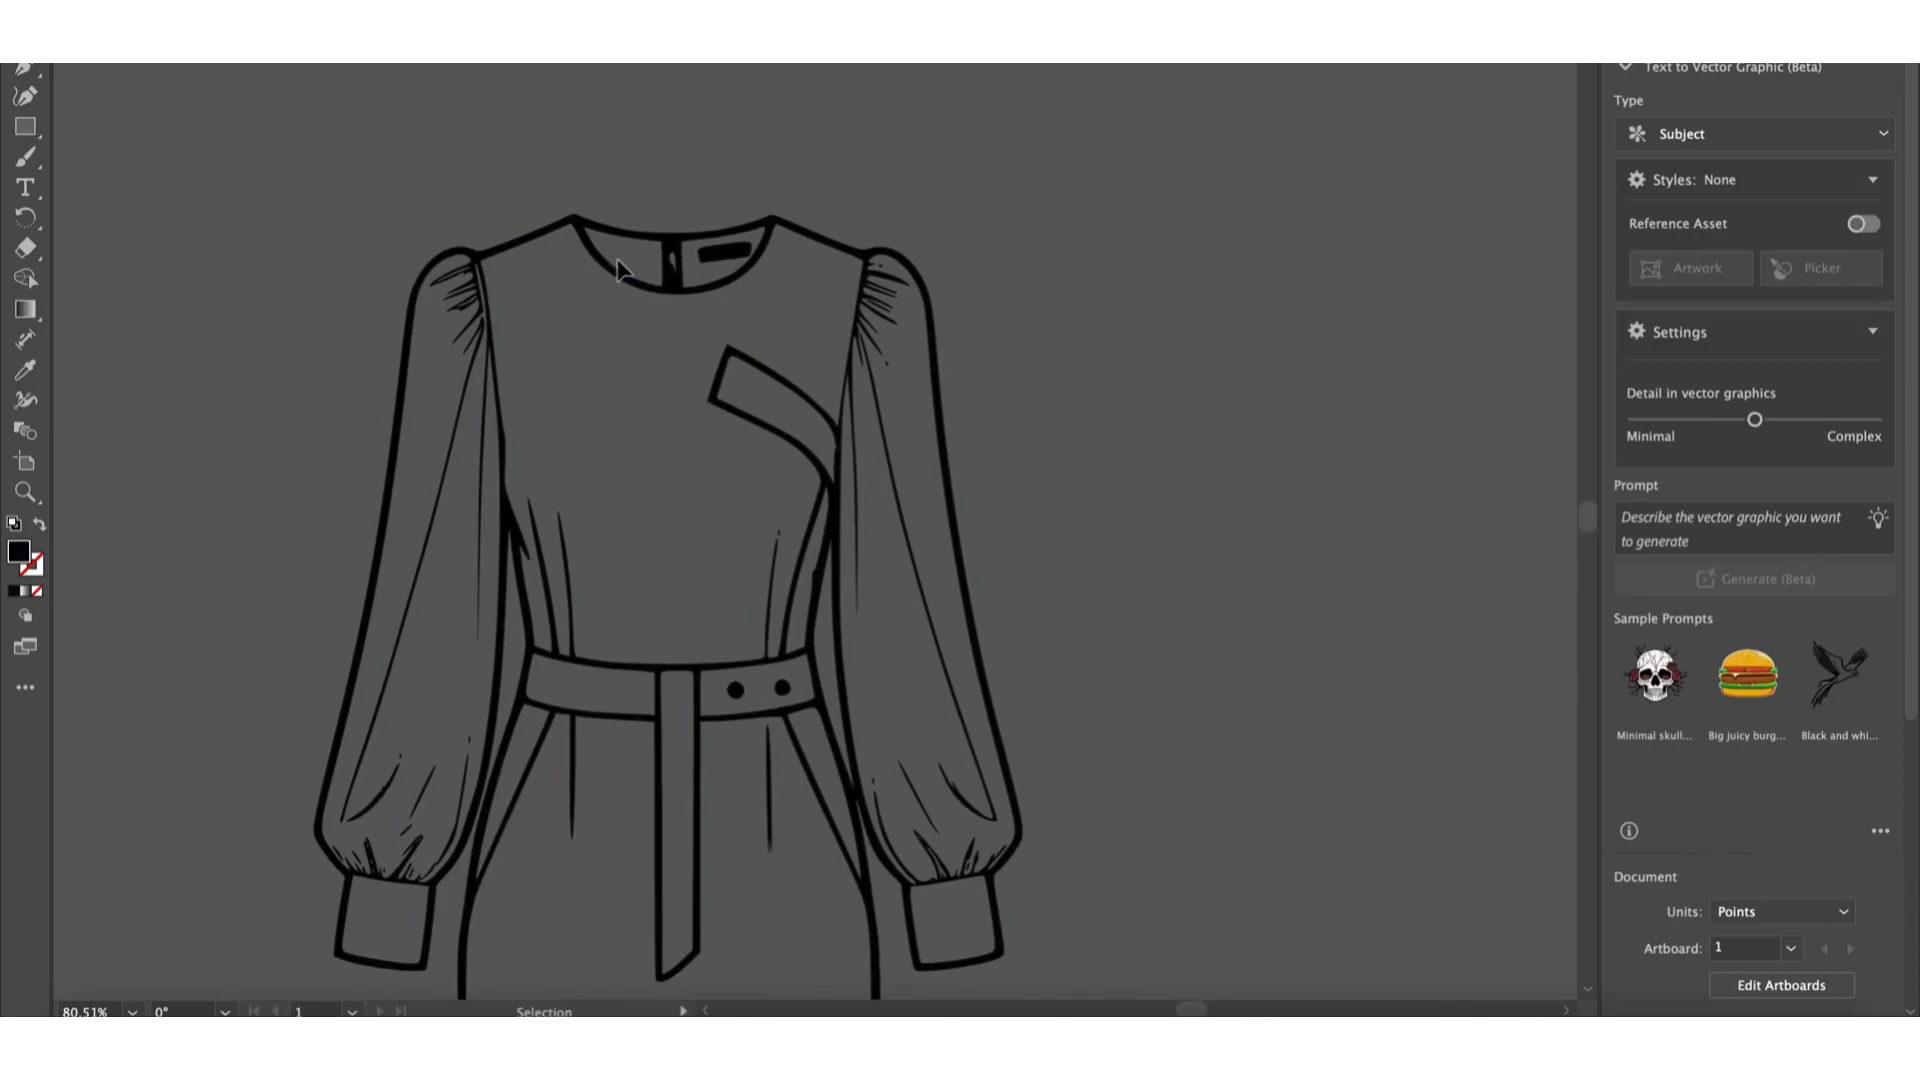 Text to Vector Graphic (Beta)
Type
Subject
Styles: None
Reference Asset
Artwork Picker
Settings
Detail in vector graphics
Minimal Complex
Prompt
Describe the vector graphic you want
to generate
Generate (Beta)
Sample Prompts
Minimal skull... Big juicy burg... Black and whi...
Document
Units: Points
Artboard: 1
Edit Artboards
80.51% 0° 1 Selection